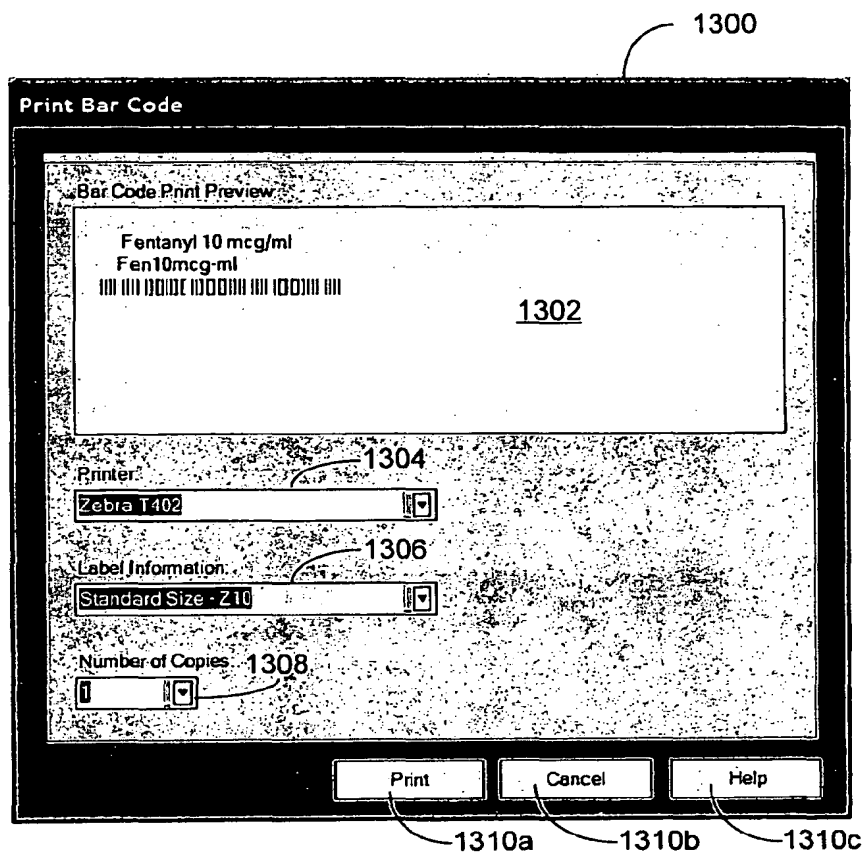 1300
Print Bar Code
Bar Code Print Preview:
Fentanyl 10 mcg/ml
Fen10mcg-ml
1302
Printer:
1304
Zebra T402
Label Information:
1306
Standard Size - Z10
Number of Copies
1308
1
Print
Cancel
Help
1310a
1310b
1310c